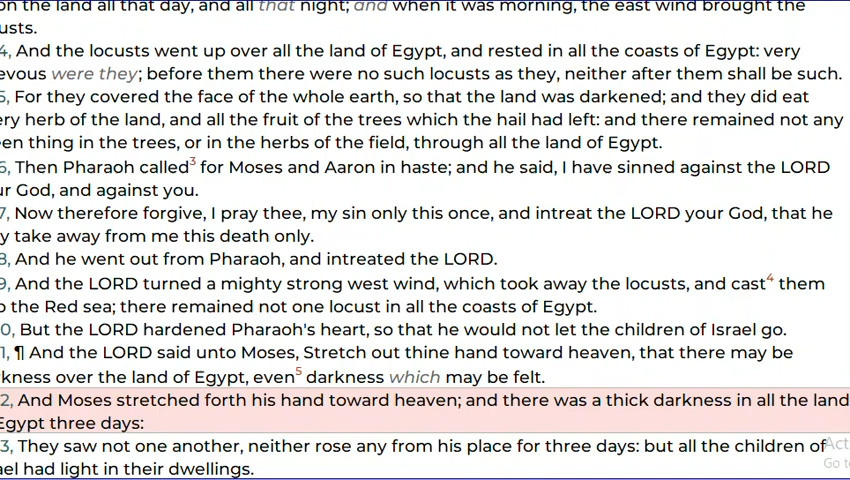 on the land all that day, and all that night; and when it was morning, the east wind brought the
usts.
4, And the locusts went up over all the land of Egypt, and rested in all the coasts of Egypt: very
evous were they; before them there were no such locusts as they, neither after them shall be such.
5, For they covered the face of the whole earth, so that the land was darkened; and they did eat
ery herb of the land, and all the fruit of the trees which the hail had left: and there remained not any
en thing in the trees, or in the herbs of the field, through all the land of Egypt.
6, Then Pharaoh called3 for Moses and Aaron in haste; and he said, I have sinned against the LORD
ur God, and against you.
7, Now therefore forgive, I pray thee, my sin only this once, and intreat the LORD your God, that he
y take away from me this death only.
8, And he went out from Pharaoh, and intreated the LORD.
9, And the LORD turned a mighty strong west wind, which took away the locusts, and cast4 them
o the Red sea; there remained not one locust in all the coasts of Egypt.
0, But the LORD hardened Pharaoh's heart, so that he would not let the children of Israel go.
1, ¶ And the LORD said unto Moses, Stretch out thine hand toward heaven, that there may be
kness over the land of Egypt, even5 darkness which may be felt.
2, And Moses stretched forth his hand toward heaven; and there was a thick darkness in all the land
Egypt three days:
3, They saw not one another, neither rose any from his place for three days: but all the children of
ael had light in their dwellings.
Act
Go to